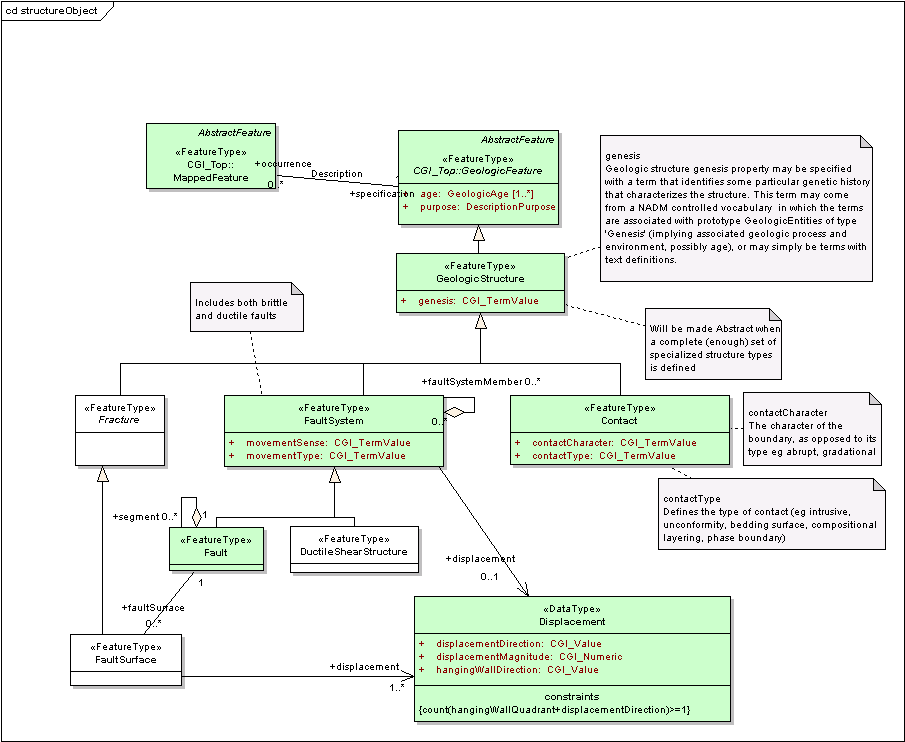 cd structureObject
AbstractFeature
«FeatureType»
CGI_Top::
MappedFeature
+occurrence
0..*
Description
+specification
AbstractFeature
«FeatureType»
CGI_Top::GeologicFeature
+ age: GeologicAge [1..*]
+ purpose: DescriptionPurpose
genesis
Geologic structure genesis property may be specified
with a term that identifies some particular genetic history
that characterizes the structure. This term may come
from a NADM controlled vocabulary in which the terms
are associated with prototype GeologicEntities of type
'Genesis' (implying associated geologic process and
environment, possibly age), or may simply be terms with
text definitions.
«FeatureType»
GeologicStructure
+ genesis: CGI_TermValue
Includes both brittle
and ductile faults
Will be made Abstract when
a complete (enough) set of
specialized structure types
is defined
+faultSystemMember 0..*
0..*
«FeatureType»
Fracture
«FeatureType»
FaultSystem
+ movementSense: CGI_TermValue
+ movementType: CGI_TermValue
«FeatureType»
Contact
+ contactCharacter: CGI_TermValue
+ contactType: CGI_TermValue
contactCharacter
The character of the
boundary, as opposed to its
type eg abrupt, gradational
contactType
Defines the type of contact (eg intrusive,
unconformity, bedding surface, compositional
layering, phase boundary)
+segment 0..*
1
«FeatureType»
Fault
«FeatureType»
DuctileShearStructure
+displacement
0..1
1
+faultSurface
0..*
«FeatureType»
FaultSurface
+displacement
1..*
«DataType»
Displacement
+ displacementDirection: CGI_Value
+ displacementMagnitude: CGI_Numeric
+ hangingWallDirection: CGI_Value
constraints
{count(hangingWallQuadrant+displacementDirection)>=1}